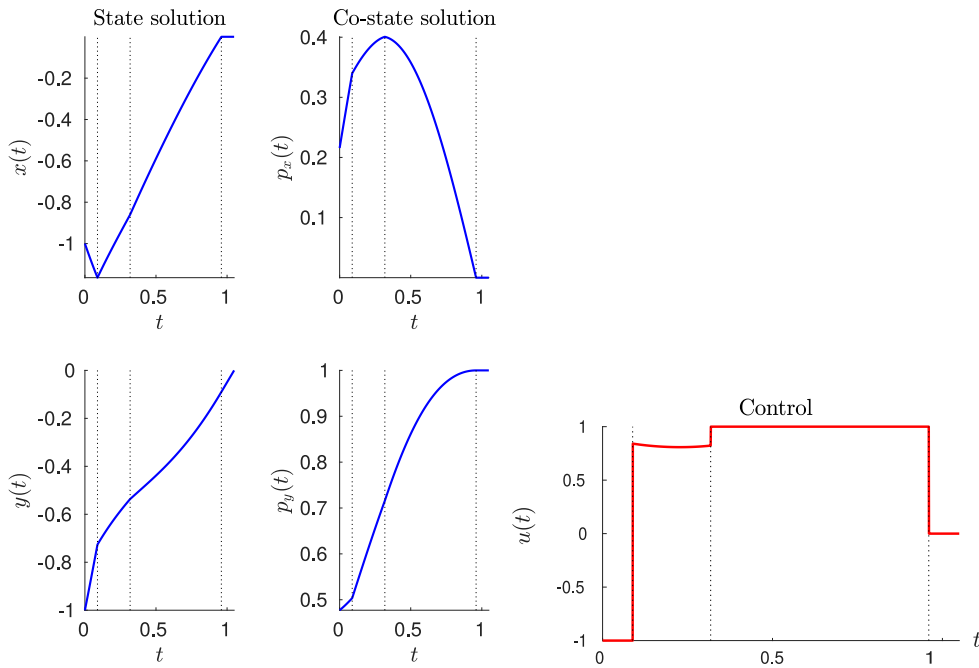 State solution
x(t)
-0.2
-0.4
-0.6
-0.8
-1
0 0.5 1
t
Co-state solution
p_x(t)
0.4
0.3
0.2
0.1
0 0.5 1
t
y(t)
0
-0.2
-0.4
-0.6
-0.8
-1
0 0.5 1
t
p_y(t)
1
0.9
0.8
0.7
0.6
0.5
0 0.5 1
t
Control
u(t)
1
0.5
0
-0.5
-1
0 0.5 1
t